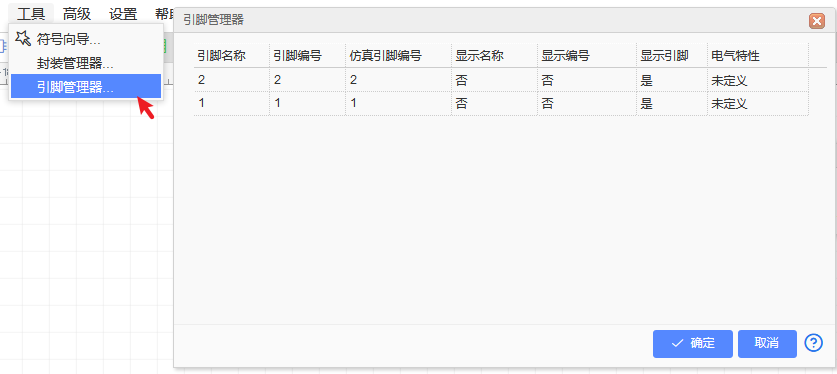 工具 高级 设置 帮助
符号向导...
封装管理器...
引脚管理器...
引脚管理器
引脚名称 引脚编号 仿真引脚编号 显示名称 显示编号 显示引脚 电气特性
2 2 2 否 否 是 未定义
1 1 1 否 否 是 未定义
确定 取消 ?